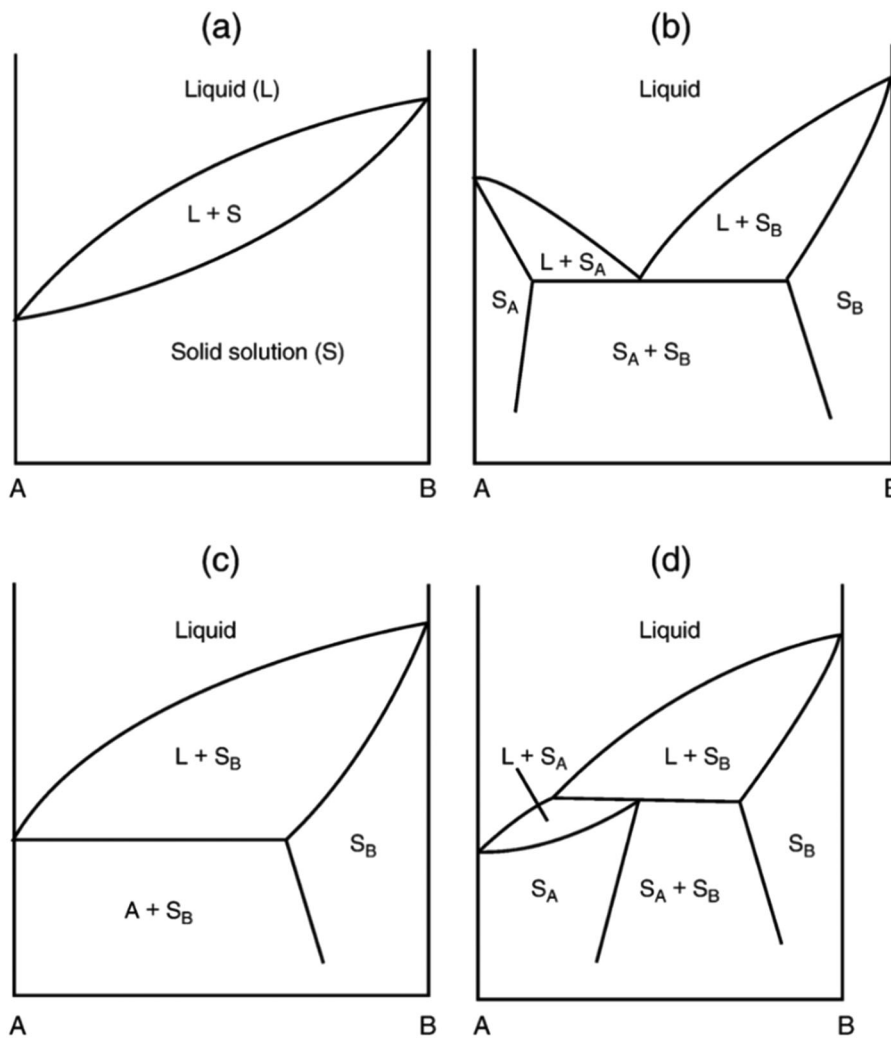 (a)
Liquid (L)
L + S
Solid solution (S)
A B
(b)
Liquid
L + S_B
L + S_A
S_A
S_B
S_A + S_B
A
(c)
Liquid
L + S_B
S_B
A + S_B
A B
(d)
Liquid
L + S_A
L + S_B
S_B
S_A
S_A + S_B
A B